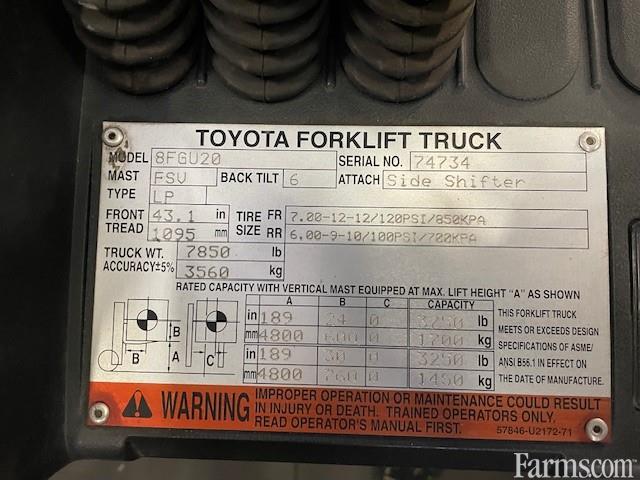 TOYOTA FORKLIFT TRUCK
MODEL 8FGU20 SERIAL NO. 74734
MAST FSV BACK TILT 6 ATTACH Side Shifter
TYPE LP
FRONT TREAD 43.1 in 1095 mm
TIRE SIZE FR 7.00-12-12/120PSI/850KPA
RR 6.00-9-10/100PSI/700KPA
TRUCK WT. 7850 lb
ACCURACY±5% 3560 kg
RATED CAPACITY WITH VERTICAL MAST EQUIPPED AT MAX. LIFT HEIGHT "A" AS SHOWN
A B C CAPACITY
in 189 24 0 3250 lb
mm 4800 600 0 1700 kg
in 189 30 0 3250 lb
mm 4800 760 0 1450 kg
B
B A C
THIS FORKLIFT TRUCK
MEETS OR EXCEEDS DESIGN
SPECIFICATIONS OF ASME/
ANSI B56.1 IN EFFECT ON
THE DATE OF MANUFACTURE.
WARNING
IMPROPER OPERATION OR MAINTENANCE COULD RESULT
IN INJURY OR DEATH. TRAINED OPERATORS ONLY.
READ OPERATOR'S MANUAL FIRST. 57846-U2172-71
Farms.com